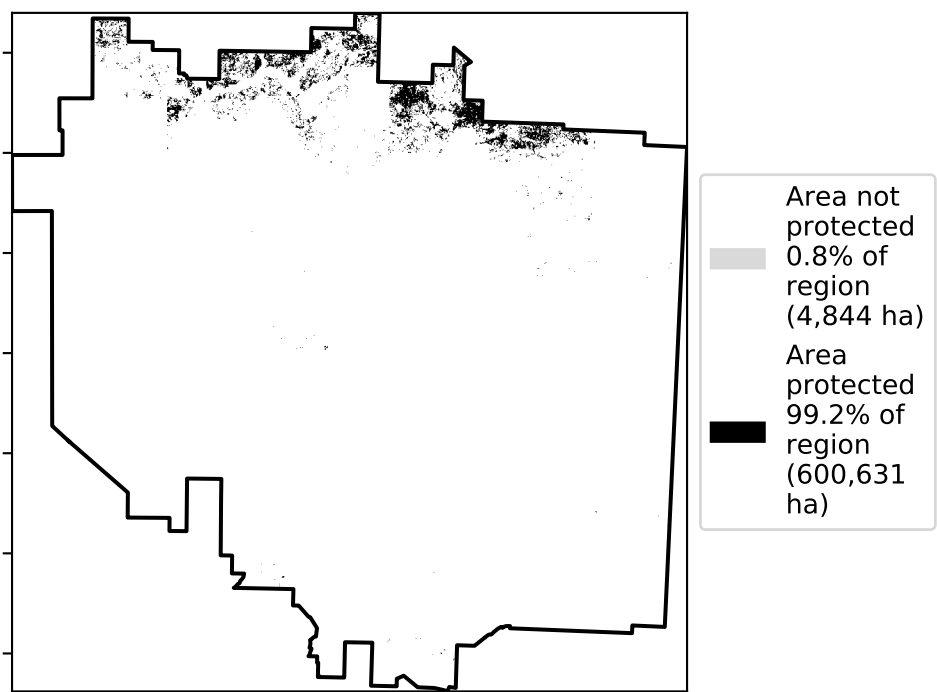 Area not
protected
0.8% of
region
(4,844 ha)
Area
protected
99.2% of
region
(600,631
ha)